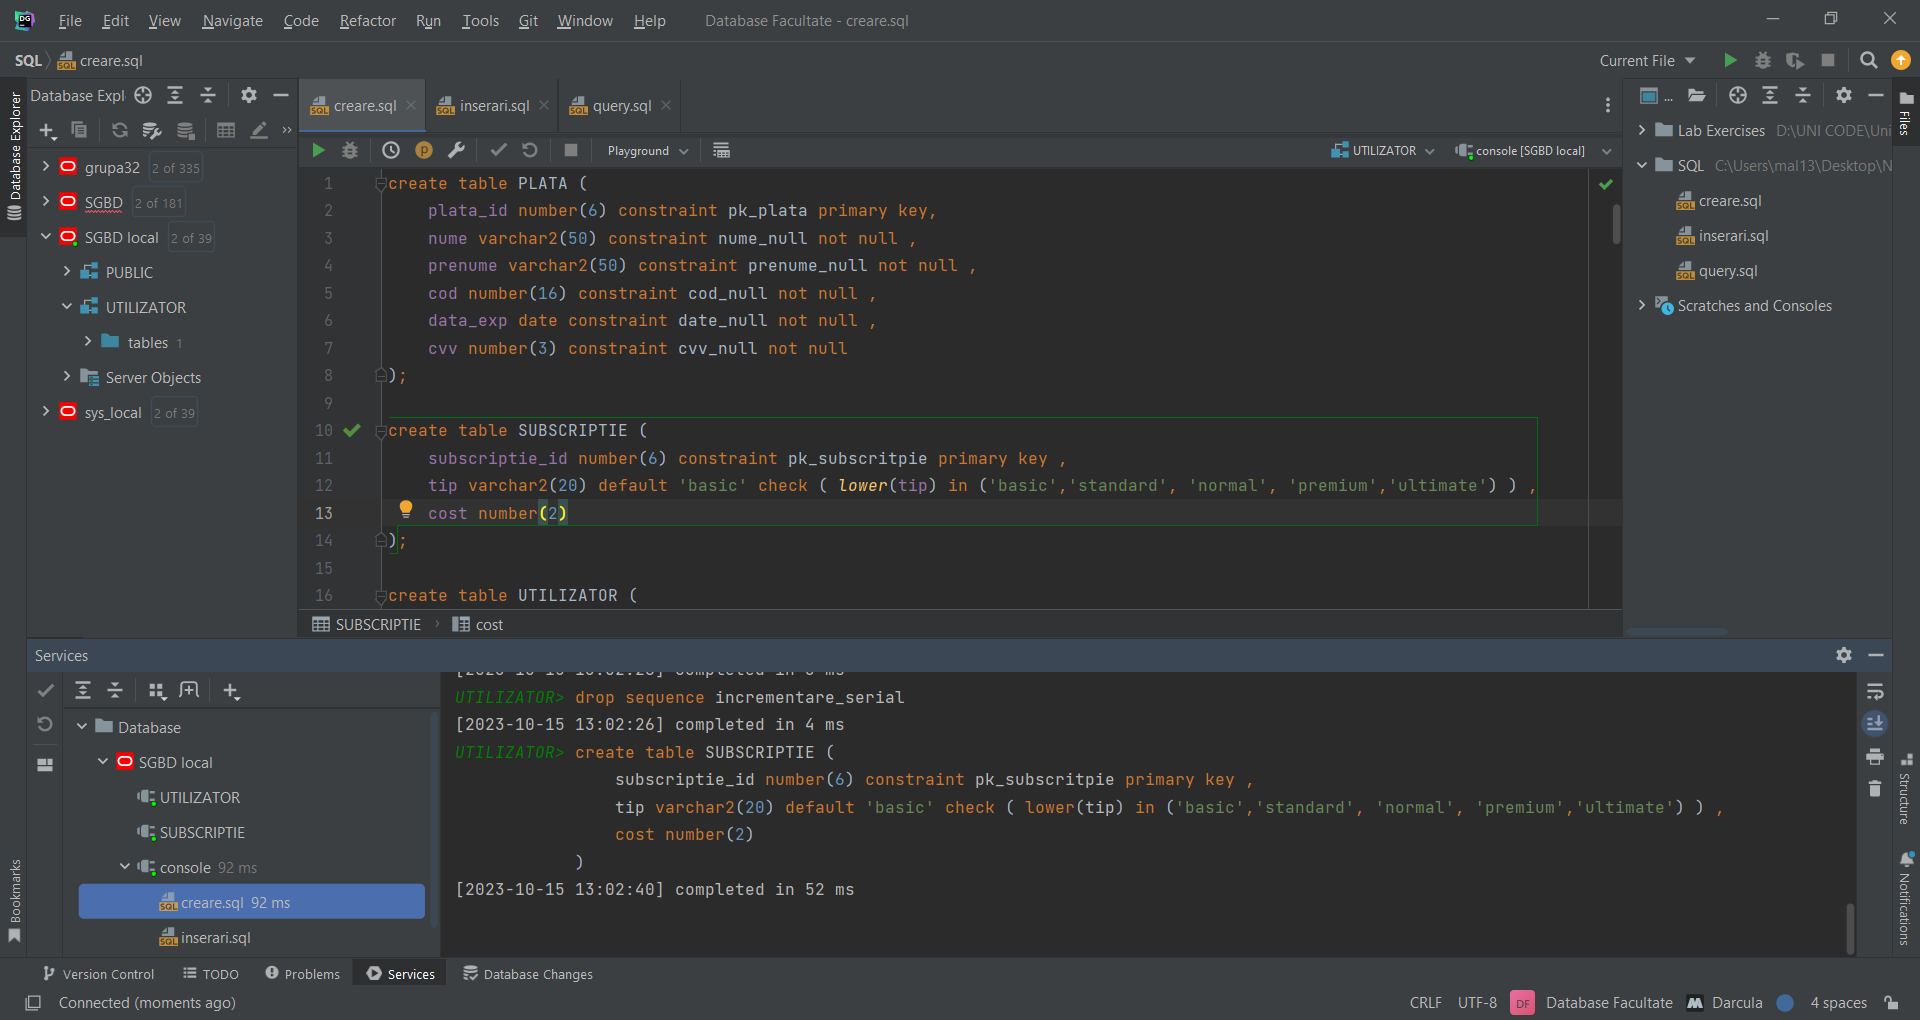 File Edit View Navigate Code Refactor Run Tools Git Window Help Database Facultate - creare.sql
SQL creare.sql Current File
Database Explorer
Database Expl
grupa32 2 of 335
SGBD 2 of 181
SGBD local 2 of 39
PUBLIC
UTILIZATOR
tables 1
Server Objects
sys_local 2 of 39
creare.sql inserari.sql query.sql
Playground UTILIZATOR console [SGBD local]
1 create table PLATA (
2 plata_id number(6) constraint pk_plata primary key,
3 nume varchar2(50) constraint nume_null not null ,
4 prenume varchar2(50) constraint prenume_null not null ,
5 cod number(16) constraint cod_null not null ,
6 data_exp date constraint date_null not null ,
7 cvv number(3) constraint cvv_null not null
8 );
9
10 create table SUBSCRIPTIE (
11 subscriptie_id number(6) constraint pk_subscritpie primary key ,
12 tip varchar2(20) default 'basic' check ( lower(tip) in ('basic','standard', 'normal', 'premium','ultimate') ) ,
13 cost number(2)
14 );
15
16 create table UTILIZATOR (
SUBSCRIPTIE cost
...
Lab Exercises D:\UNI CODE\Uni
SQL C:\Users\mal13\Desktop\N
creare.sql
inserari.sql
query.sql
Scratches and Consoles
Files
Services
Database
SGBD local
UTILIZATOR
SUBSCRIPTIE
console 92 ms
creare.sql 92 ms
inserari.sql
UTILIZATOR> drop sequence incrementare_serial
[2023-10-15 13:02:26] completed in 4 ms
UTILIZATOR> create table SUBSCRIPTIE (
subscriptie_id number(6) constraint pk_subscritpie primary key ,
tip varchar2(20) default 'basic' check ( lower(tip) in ('basic','standard', 'normal', 'premium','ultimate') ) ,
cost number(2)
)
[2023-10-15 13:02:40] completed in 52 ms
Structure
Notifications
Bookmarks
Version Control TODO Problems Services Database Changes
Connected (moments ago) CRLF UTF-8 DF Database Facultate Darcula 4 spaces